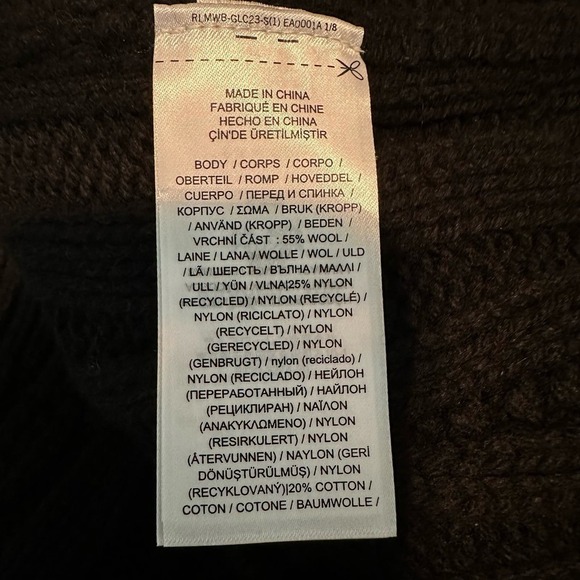 RLMWB-GLC23-S(1) EA0001A 1/8
MADE IN CHINA
FABRIQUÉ EN CHINE
HECHO EN CHINA
ÇİN'DE ÜRETİLMİŞTİR
BODY / CORPS / CORPO /
OBERTEIL / ROMP / HOVEDDEL /
CUERPO / ПЕРЕД И СПИНКА /
КОРПУС / ΣΩΜΑ / BRUK (KROPP)
/ ANVÄND (KROPP) / BEDEN /
VRCHNÍ ČÁST : 55% WOOL /
LAINE / LANA / WOLLE / WOL / ULD
/ LÃ / ШЕРСТЬ / ВЪЛНА / ΜΑΛΛΙ /
ULL / YÜN / VLNA|25% NYLON
(RECYCLED) / NYLON (RECYCLÉ) /
NYLON (RICICLATO) / NYLON
(RECYCELT) / NYLON
(GERECYCLED) / NYLON
(GENBRUGT) / nylon (reciclado) /
NYLON (RECICLADO) / НЕЙЛОН
(ПЕРЕРАБОТАННЫЙ) / НАЙЛОН
(РЕЦИКЛИРАН) / ΝΑΪΛΟΝ
(ΑΝΑΚΥΚΛΩΜΕΝΟ) / NYLON
(RESIRKULERT) / NYLON
(ÅTERVUNNEN) / NAYLON (GERİ
DÖNÜŞTÜRÜLMÜŞ) / NYLON
(RECYKLOVANÝ)|20% COTTON /
COTON / COTONE / BAUMWOLLE /